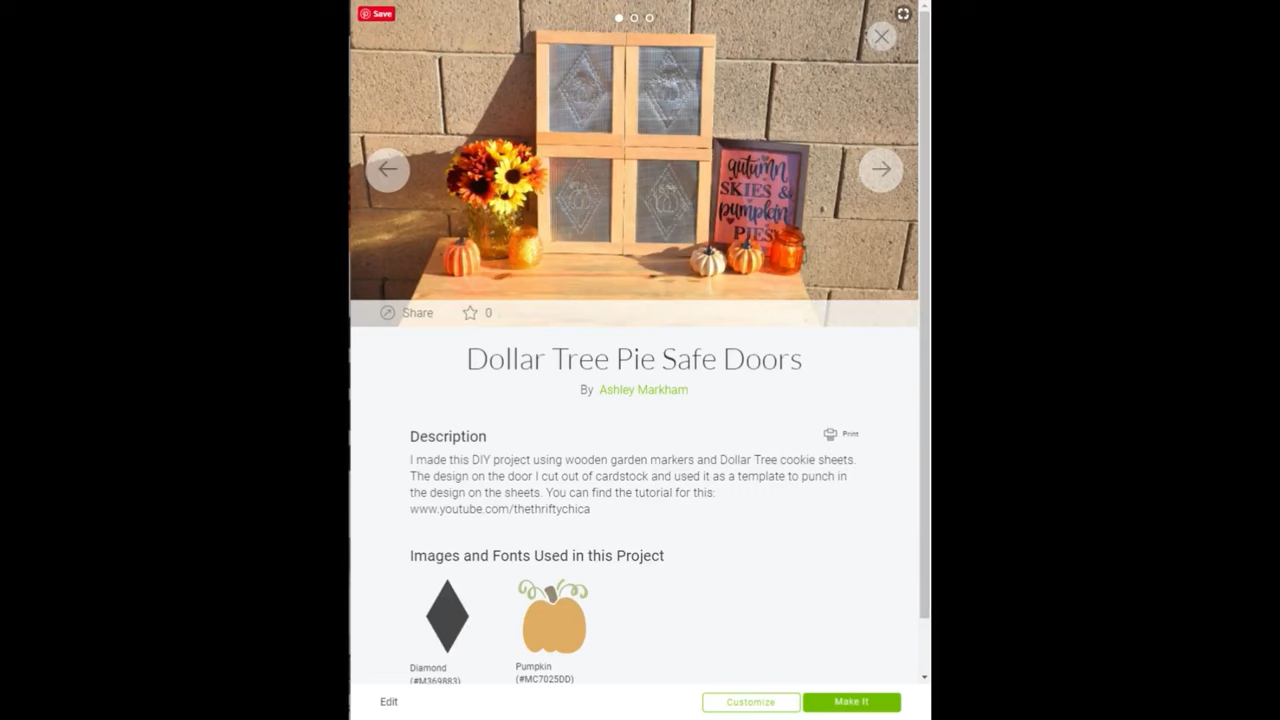 Save
autumn
SKIES &
pumpkin
PIES
Share
0
Dollar Tree Pie Safe Doors
By Ashley Markham
Description
Print
I made this DIY project using wooden garden markers and Dollar Tree cookie sheets.
The design on the door I cut out of cardstock and used it as a template to punch in
the design on the sheets. You can find the tutorial for this:
www.youtube.com/thethriftychica
Images and Fonts Used in this Project
Diamond
(#M369883)
Pumpkin
(#MC7025DD)
Edit
Customize
Make It